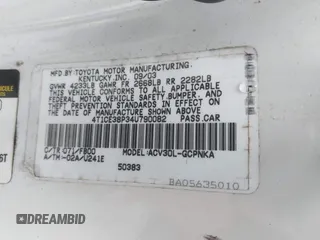 MFD. BY: TOYOTA MOTOR MANUFACTURING.
KENTUCKY,INC. 09/03
GVWR 4233LB GAWR FR 2668LB RR 2282LB
THIS VEHICLE CONFORMS TO ALL APPLICABLE
FEDERAL MOTOR VEHICLE SAFETY, BUMPER, AND
THEFT PREVENTION STANDARDS IN EFFECT ON THE
DATE OF MANUFACTURE SHOWN ABOVE.
4T1CE38P34U790082 PASS.CAR
C/TR 071/FB00 MODEL:ACV30L-GCPNKA
A/TM -02A/U241E
50383
BA05635010